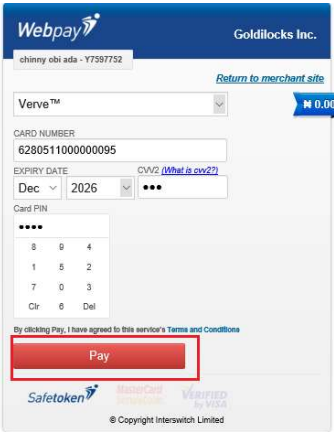 Webpay
Goldilocks Inc.
chinny obi ada - Y7597752
Return to merchant site
Verve™
₦ 0.00
CARD NUMBER
6280511000000095
EXPIRY DATE CVV2 (What is cvv2?)
Dec 2026 •••
Card PIN
••••
8 9 4
1 5 2
7 0 3
Clr 6 Del
By clicking Pay, I have agreed to this service's Terms and Conditions
Pay
Safetoken MasterCard SecureCode VERIFIED by VISA
© Copyright Interswitch Limited